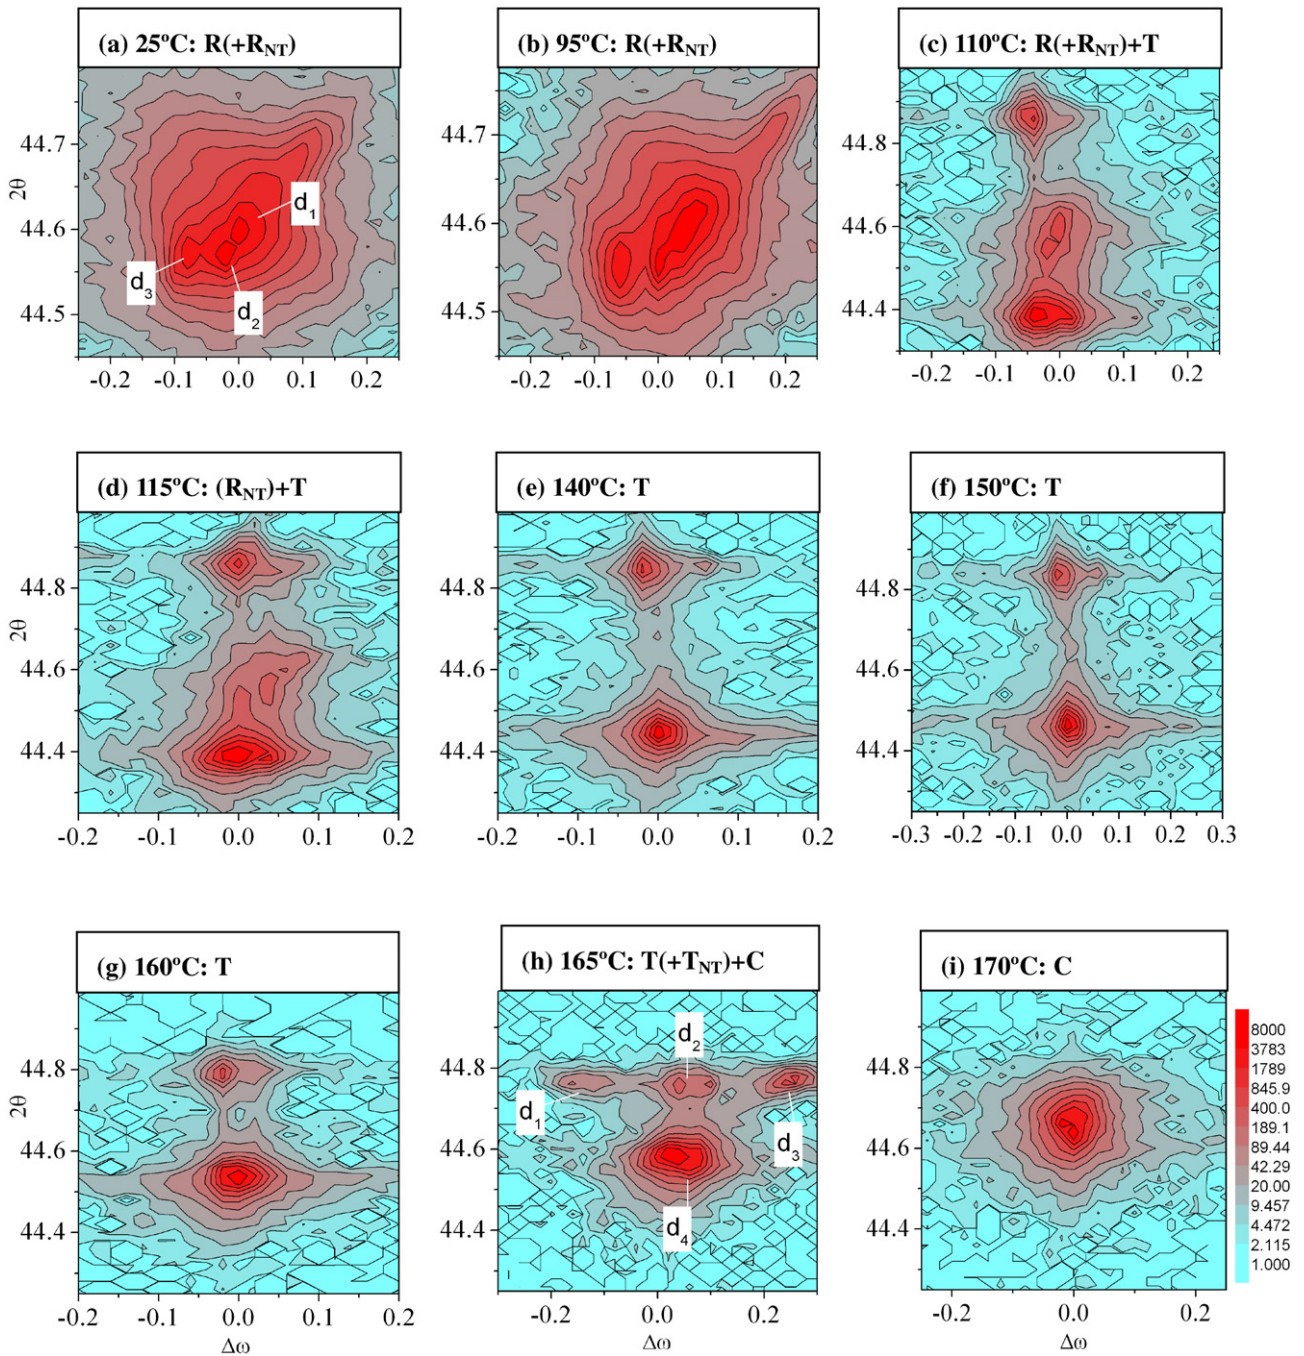 (a) 25ºC: R(+R_NT)
(b) 95ºC: R(+R_NT)
(c) 110ºC: R(+R_NT)+T
2θ
44.7
44.6
44.5
d₁
d₃
d₂
-0.2 -0.1 0.0 0.1 0.2
44.7
44.6
44.5
-0.2 -0.1 0.0 0.1 0.2
44.8
44.6
44.4
-0.2 -0.1 0.0 0.1 0.2
(d) 115ºC: (R_NT)+T
(e) 140ºC: T
(f) 150ºC: T
2θ
44.8
44.6
44.4
-0.2 -0.1 0.0 0.1 0.2
44.8
44.6
44.4
-0.2 -0.1 0.0 0.1 0.2
44.8
44.6
44.4
-0.3 -0.2 -0.1 0.0 0.1 0.2 0.3
(g) 160ºC: T
(h) 165ºC: T(+T_NT)+C
(i) 170ºC: C
2θ
44.8
44.6
44.4
-0.2 -0.1 0.0 0.1 0.2
Δω
44.8
44.6
44.4
d₂
d₁
d₃
d₄
-0.2 0.0 0.2
Δω
44.8
44.6
44.4
-0.2 0.0 0.2
Δω
8000
3783
1789
845.9
400.0
189.1
89.44
42.29
20.00
9.457
4.472
2.115
1.000